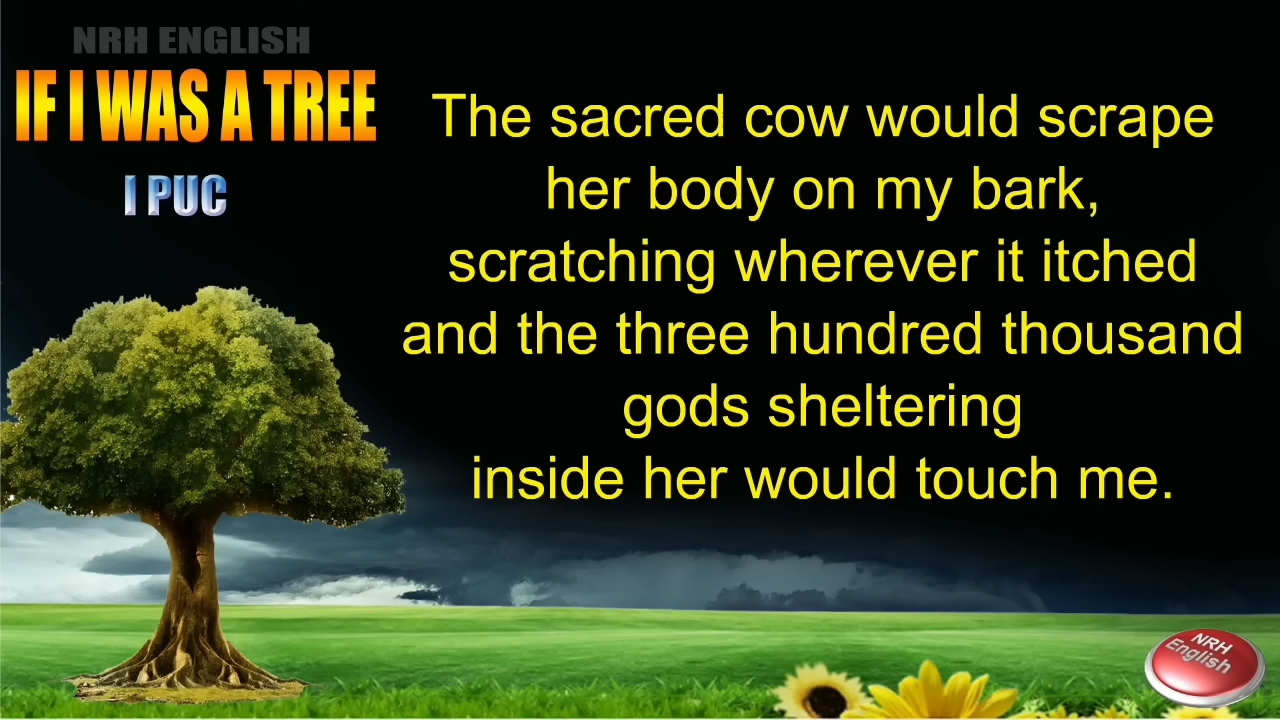 NRH ENGLISH
IF I WAS A TREE
I PUC
The sacred cow would scrape
her body on my bark,
scratching wherever it itched
and the three hundred thousand
gods sheltering
inside her would touch me.
NRH
English